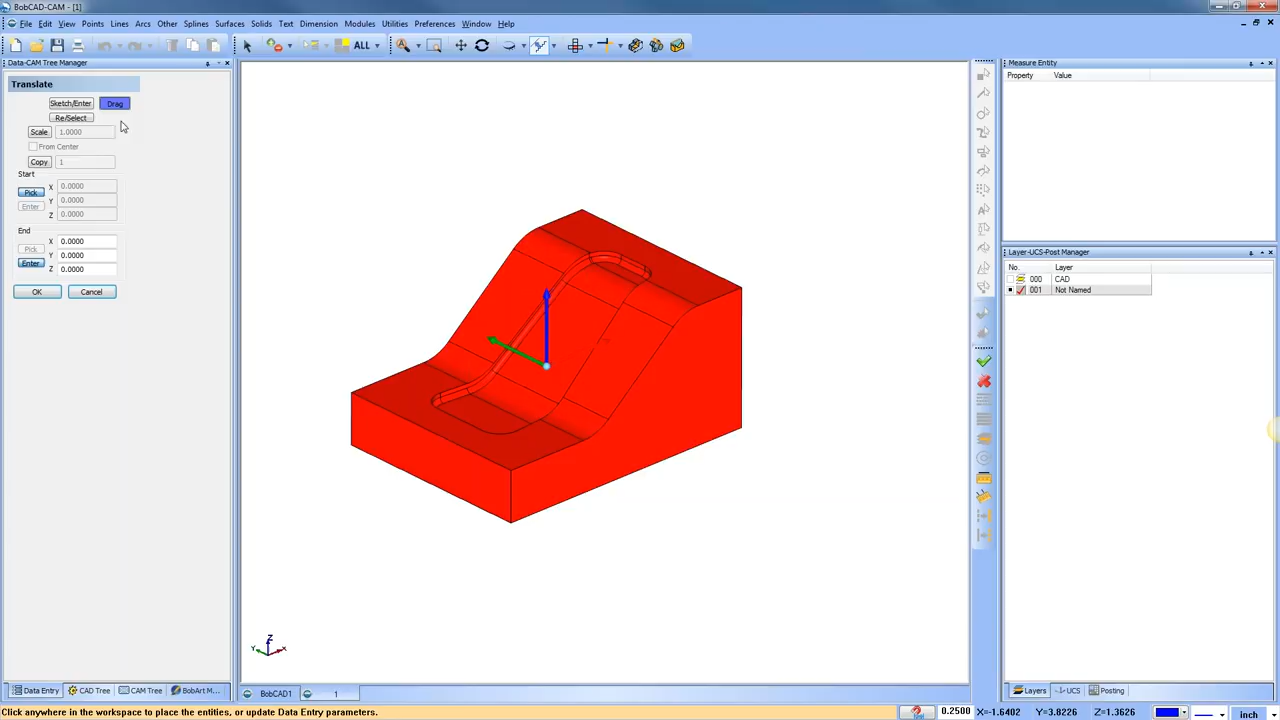 BobCAD-CAM - [1]
File Edit View Points Lines Arcs Other Splines Surfaces Solids Text Dimension Modules Utilities Preferences Window Help
ALL
Data-CAM Tree Manager
Translate
Sketch/Enter Drag
Re/Select
Scale 1.0000
From Center
Copy 1
Start
Pick X 0.0000
Y 0.0000
Enter Z 0.0000
End
X 0.0000
Pick Y 0.0000
Enter Z 0.0000
OK Cancel
Z
Y X
Data Entry CAD Tree CAM Tree BobArt M...
BobCAD1 1
Measure Entity
Property Value
Layer-UCS-Post Manager
No. Layer
000 CAD
001 Not Named
Layers UCS Posting
Click anywhere in the workspace to place the entities, or update Data Entry parameters.
0.2500 X=-1.6402 Y=3.8226 Z=1.3626 inch